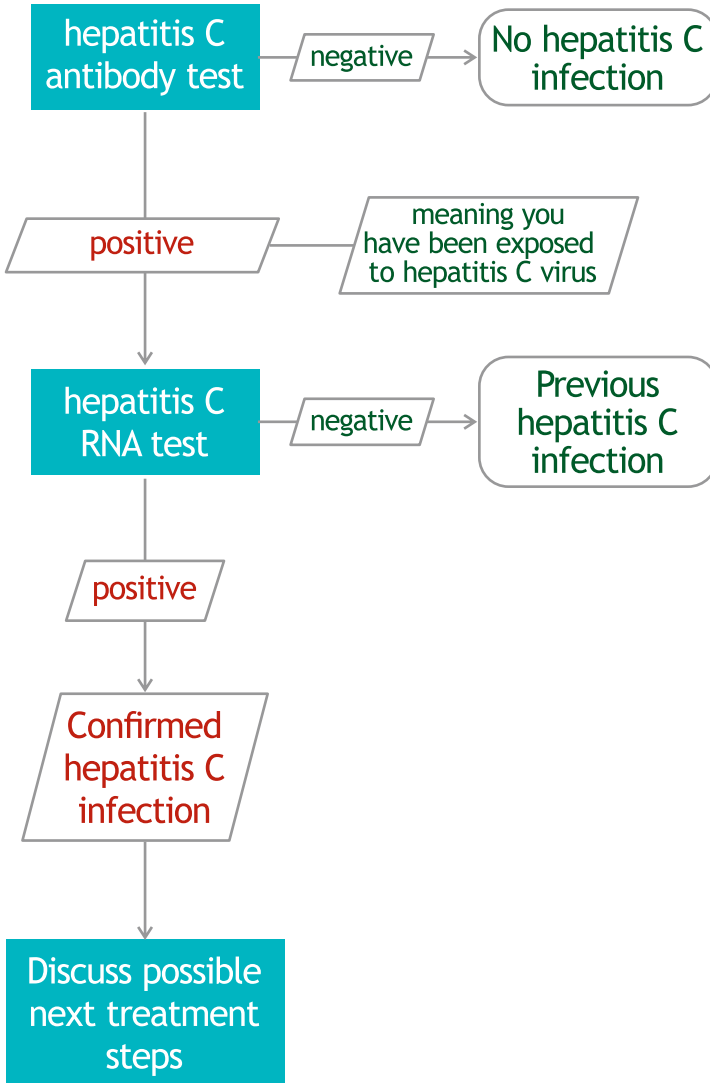 hepatitis C
antibody test
negative
No hepatitis C
infection
positive
meaning you
have been exposed
to hepatitis C virus
hepatitis C
RNA test
negative
Previous
hepatitis C
infection
positive
Confirmed
hepatitis C
infection
Discuss possible
next treatment
steps